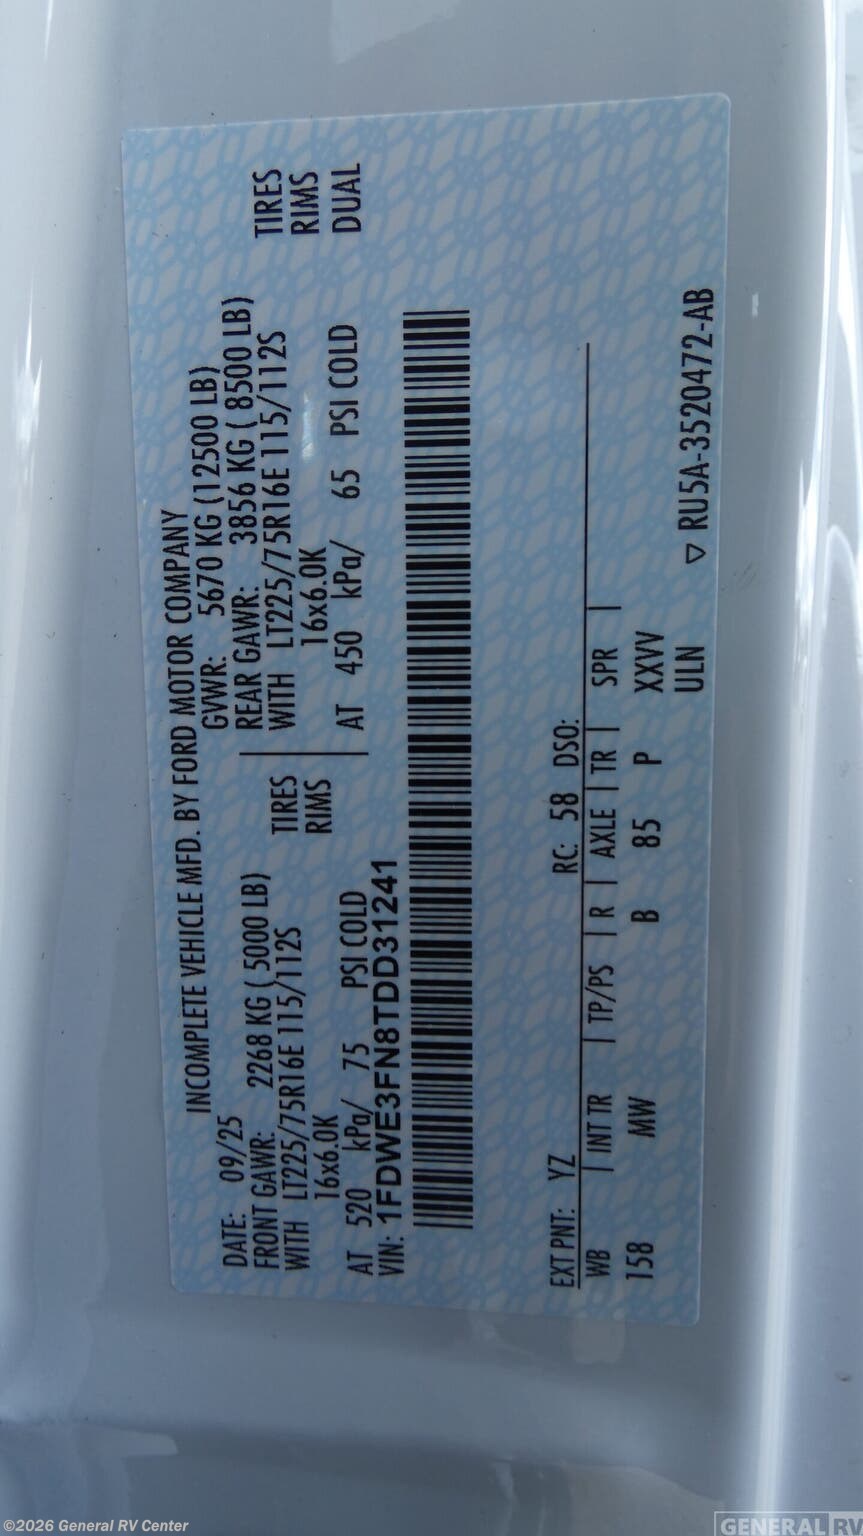 INCOMPLETE VEHICLE MFD. BY FORD MOTOR COMPANY
DATE: 09/25 GVWR: 5670 KG (12500 LB)
FRONT GAWR: 2268 KG ( 5000 LB) REAR GAWR: 3856 KG ( 8500 LB)
WITH LT225/75R16E 115/112S TIRES WITH LT225/75R16E 115/112S TIRES
16x6.0K RIMS 16x6.0K RIMS
AT 520 kPa/ 75 PSI COLD AT 450 kPa/ 65 PSI COLD DUAL
VIN: 1FDWE3FN8TDD31241
EXT PNT: YZ RC: 58 DSO:
WB INT TR TP/PS R AXLE TR SPR
158 MW B 85 P XXVV
ULN
▽ RU5A-3520472-AB
©2026 General RV Center
GENERAL RV